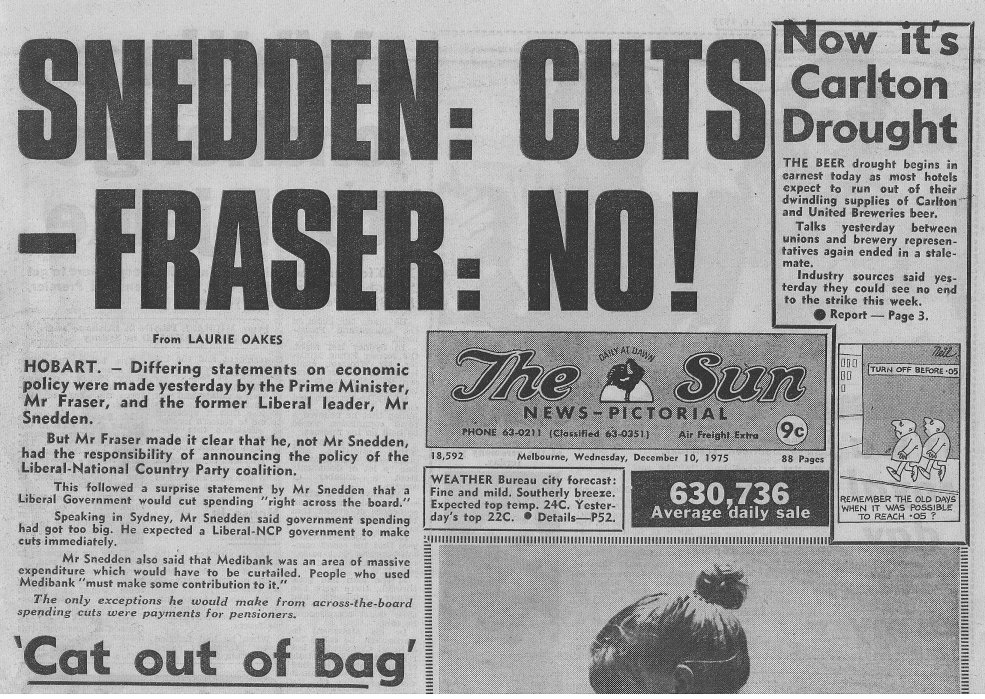 SNEDDEN: CUTS
– FRASER: NO!
Now it's
Carlton
Drought
THE BEER drought begins in
earnest today as most hotels
expect to run out of their
dwindling supplies of Carlton
and United Breweries beer.
Talks yesterday between
unions and brewery represen-
tatives again ended in a stale-
mate.
Industry sources said yes-
terday they could see no end
to the strike this week.
● Report — Page 3.
From LAURIE OAKES
HOBART. – Differing statements on economic
policy were made yesterday by the Prime Minister,
Mr Fraser, and the former Liberal leader, Mr
Snedden.
But Mr Fraser made it clear that he, not Mr Snedden,
had the responsibility of announcing the policy of the
Liberal-National Country Party coalition.
This followed a surprise statement by Mr Snedden that a
Liberal Government would cut spending "right across the board."
Speaking in Sydney, Mr Snedden said government spending
had got too big. He expected a Liberal-NCP government to make
cuts immediately.
Mr Snedden also said that Medibank was an area of massive
expenditure which would have to be curtailed. People who used
Medibank "must make some contribution to it."
The only exceptions he would make from across-the-board
spending cuts were payments for pensioners.
'Cat out of bag'
The Sun
DAILY AT DAWN
NEWS–PICTORIAL
PHONE 63-0211 (Classified 63-0351) Air Freight Extra 9c
18,592 Melbourne, Wednesday, December 10, 1975 88 Pages
WEATHER Bureau city forecast:
Fine and mild. Southerly breeze.
Expected top temp. 24C. Yester-
day's top 22C. ● Details—P52.
630,736
Average daily sale
TURN OFF BEFORE ·05
REMEMBER THE OLD DAYS
WHEN IT WAS POSSIBLE
TO REACH ·05 ?